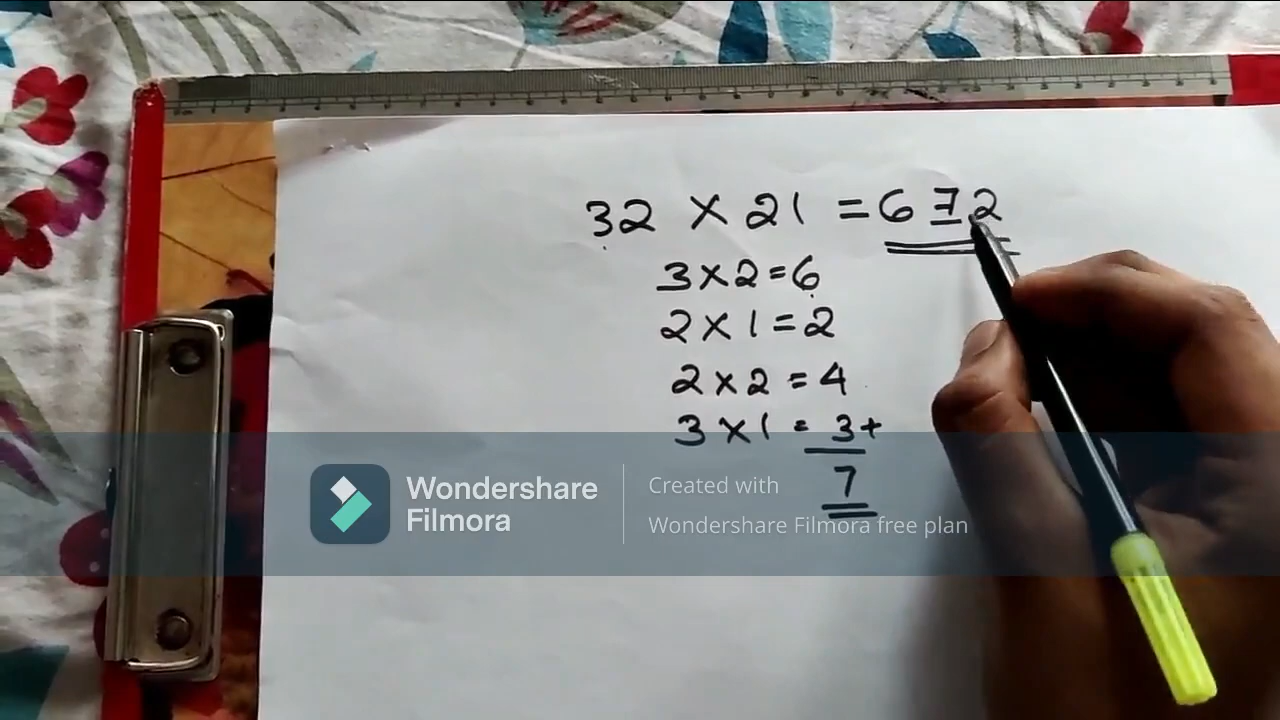 32 × 21 = 672
3 × 2 = 6
2 × 1 = 2
2 × 2 = 4
3 × 1 = 3+
7
Wondershare
Filmora
Created with
Wondershare Filmora free plan